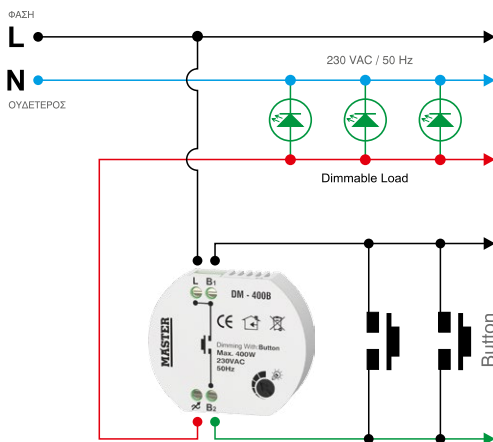 ΦΑΣΗ
L
N
ΟΥΔΕΤΕΡΟΣ
230 VAC / 50 Hz
Dimmable Load
L B1
DM - 400B
MASTER
CE
Dimming With Button
Max. 400W
230VAC
50Hz
B2
Button